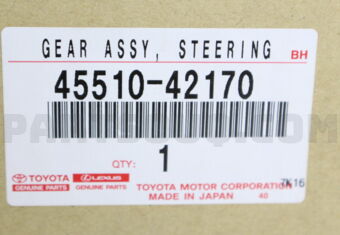 GEAR ASSY, STEERING
BH
45510-42170
QTY:
1
TOYOTA
GENUINE PARTS
LEXUS
GENUINE PARTS
TOYOTA MOTOR CORPORATION
MADE IN JAPAN 40
7K16